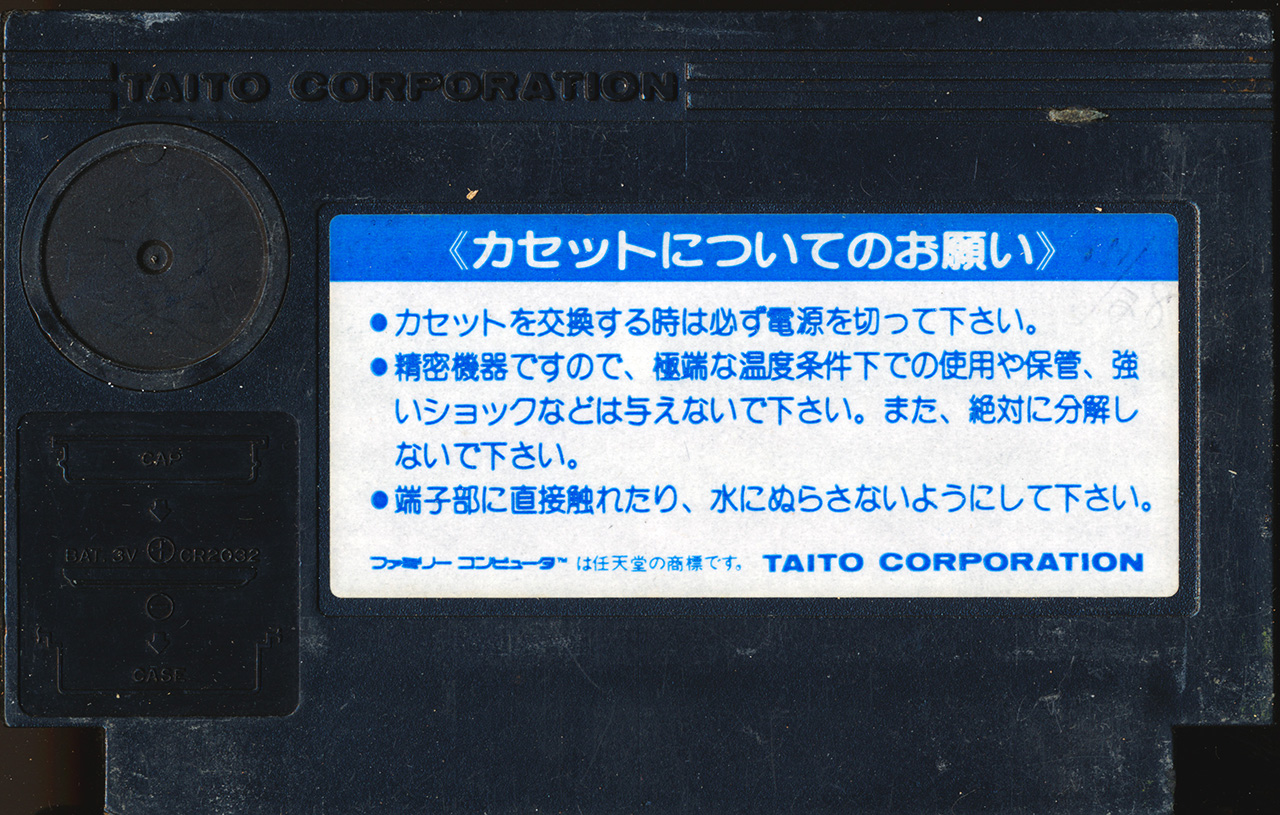 TAITO CORPORATION
《カセットについてのお願い》
●カセットを交換する時は必ず電源を切って下さい。
●精密機器ですので、極端な温度条件下での使用や保管、強
いショックなどは与えないで下さい。また、絶対に分解し
ないで下さい。
●端子部に直接触れたり、水にぬらさないようにして下さい。
ファミリーコンピュータ™ は任天堂の商標です。 TAITO CORPORATION
CAP
BAT. 3V ⊕ CR2032
⊖
CASE